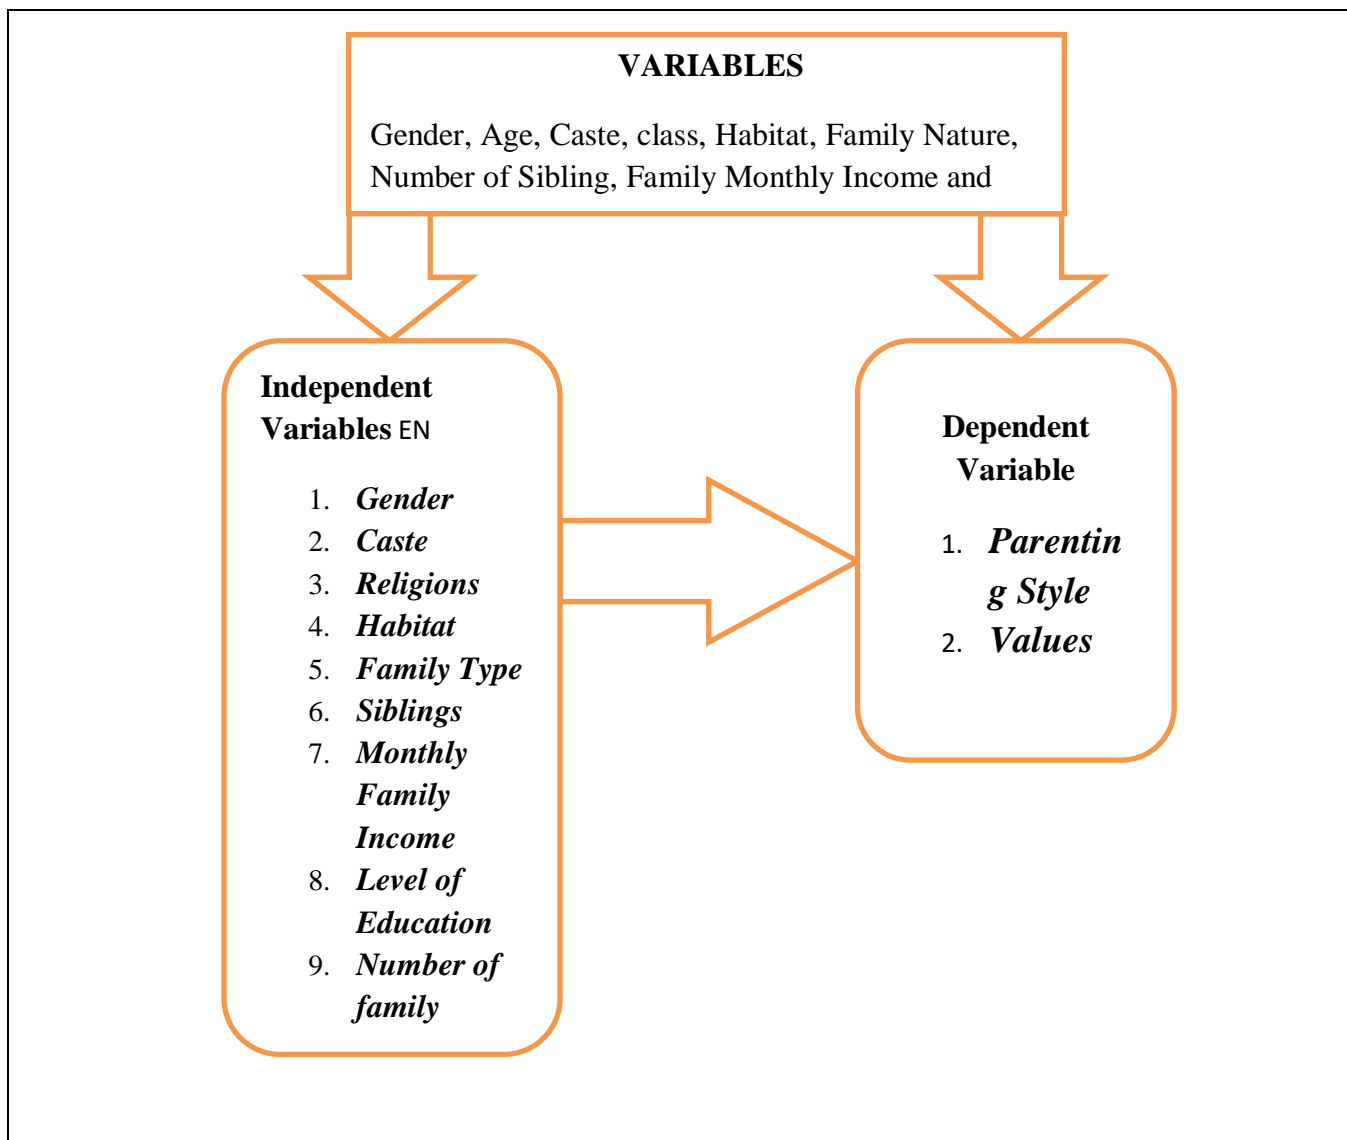 VARIABLES
Gender, Age, Caste, class, Habitat, Family Nature,
Number of Sibling, Family Monthly Income and
Independent
Variables EN
1. Gender
2. Caste
3. Religions
4. Habitat
5. Family Type
6. Siblings
7. Monthly
Family
Income
8. Level of
Education
9. Number of
family
Dependent
Variable
1. Parentin
g Style
2. Values